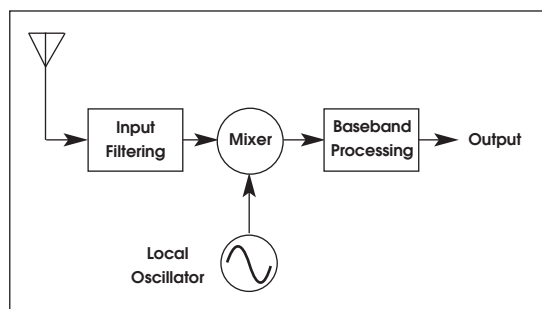 Input
Filtering
Mixer
Baseband
Processing
Output
Local
Oscillator